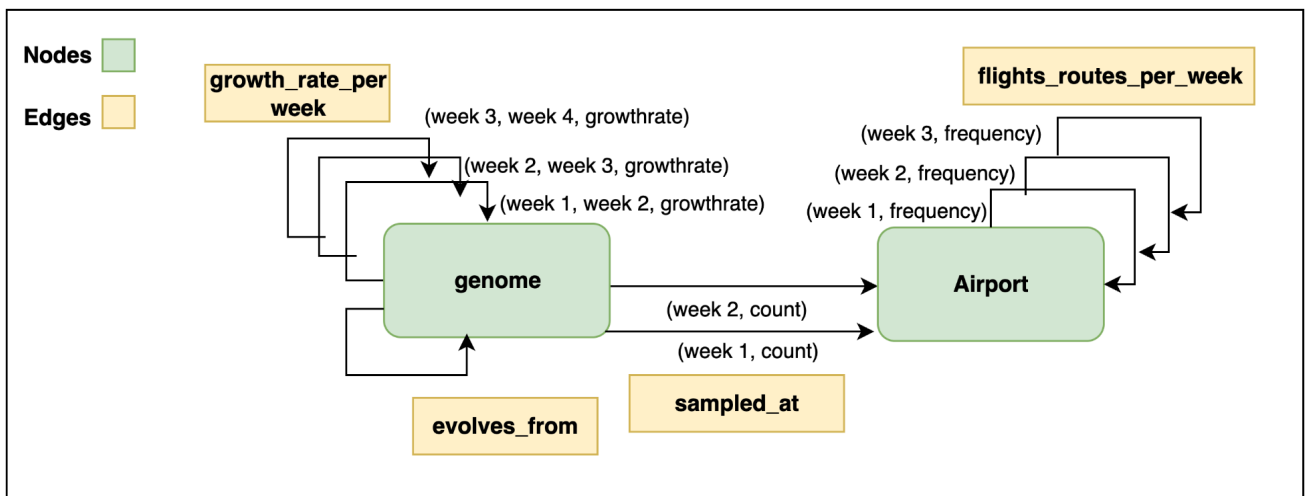 Nodes
Edges
growth_rate_per
week
flights_routes_per_week
(week 3, week 4, growthrate)
(week 2, week 3, growthrate)
(week 1, week 2, growthrate)
(week 3, frequency)
(week 2, frequency)
(week 1, frequency)
genome
Airport
(week 2, count)
(week 1, count)
sampled_at
evolves_from